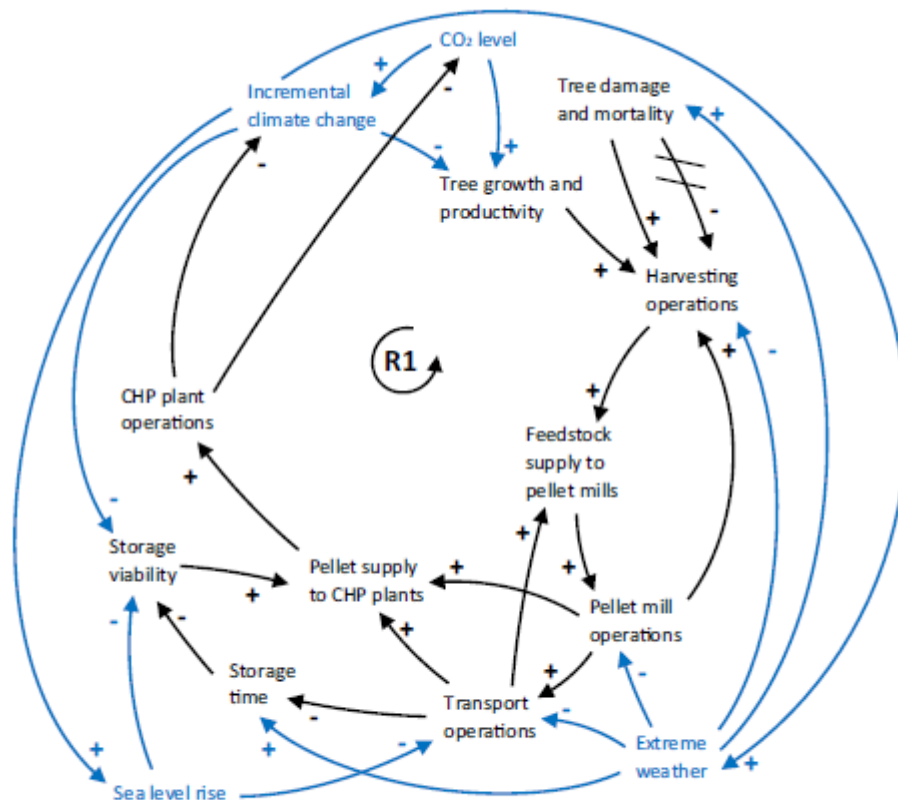 CO₂ level
+
-
Incremental
climate change
Tree damage
and mortality
+
-
-
+
Tree growth and
productivity
+
-
+
Harvesting
operations
+
-
R1
CHP plant
operations
+
Feedstock
supply to
pellet mills
+
-
+
+
+
Storage
viability
Pellet supply
to CHP plants
+
Pellet mill
operations
-
-
+
+
-
Storage
time
-
Transport
operations
-
Extreme
weather
+
+
-
+
Sea level rise